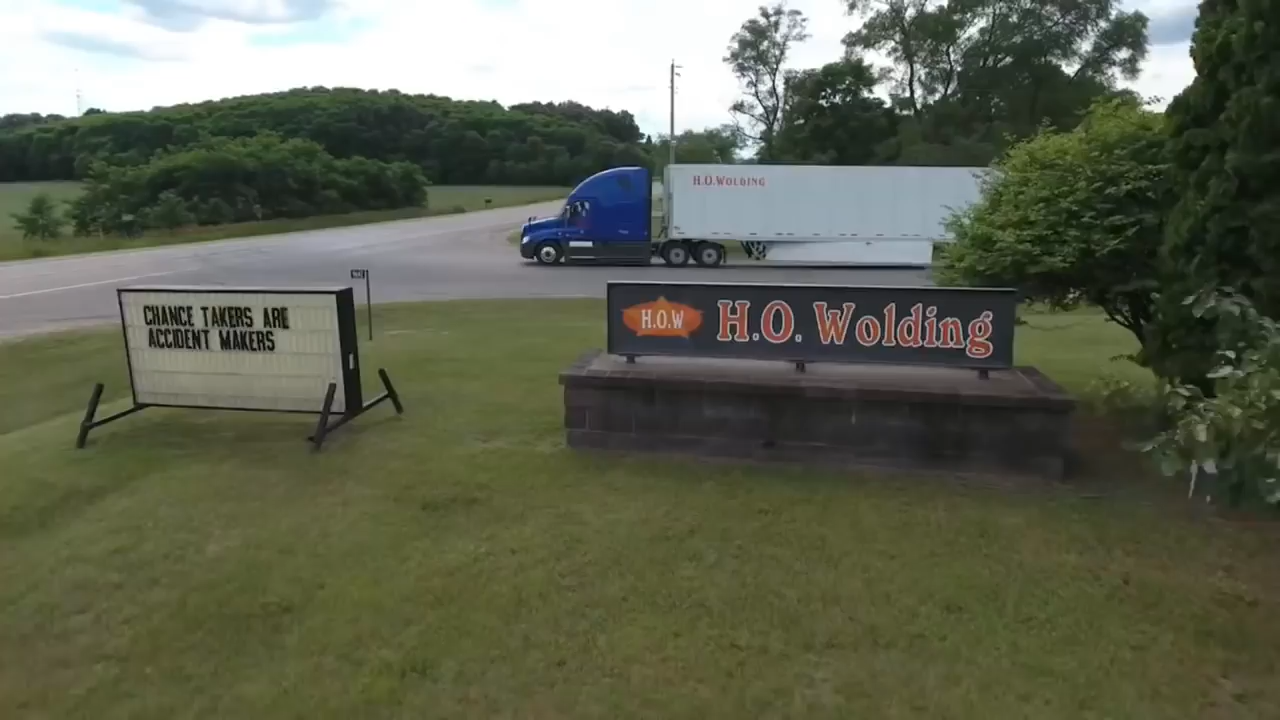 H.O.WOLDING
CHANCE TAKERS ARE
ACCIDENT MAKERS
H.O.W
H.O. Wolding